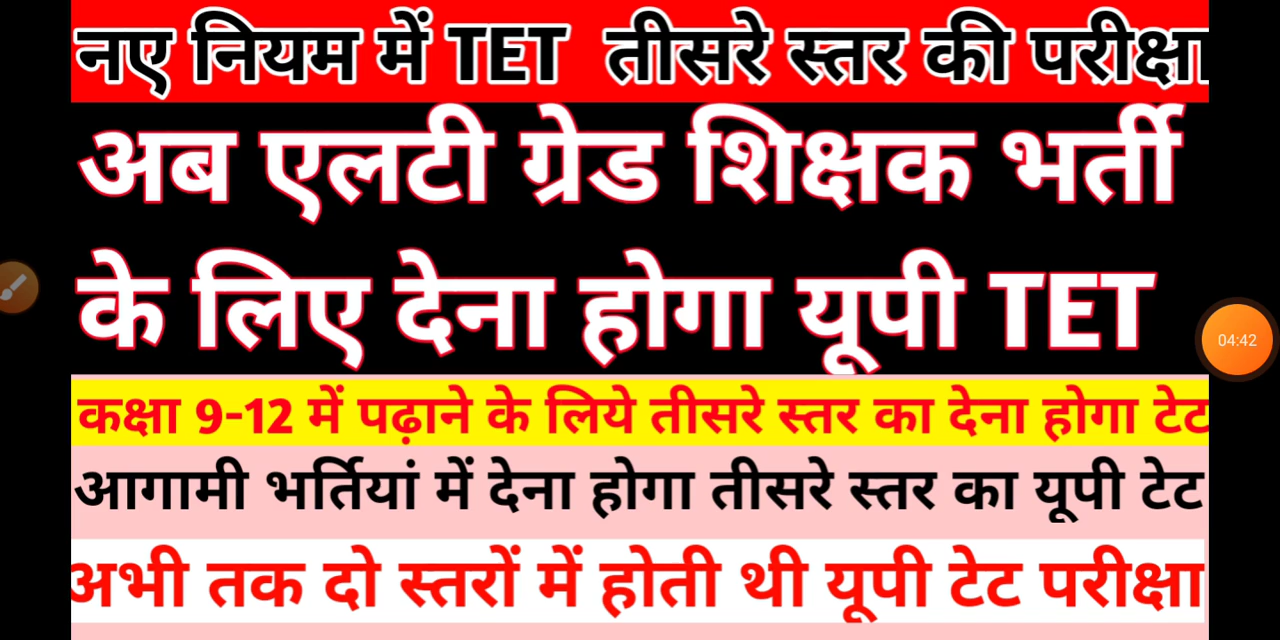 नए नियम में TET तीसरे स्तर की परीक्षा
अब एलटी ग्रेड शिक्षक भर्ती
के लिए देना होगा यूपी TET
04:42
कक्षा 9-12 में पढ़ाने के लिये तीसरे स्तर का देना होगा टेट
आगामी भर्तियां में देना होगा तीसरे स्तर का यूपी टेट
अभी तक दो स्तरों में होती थी यूपी टेट परीक्षा